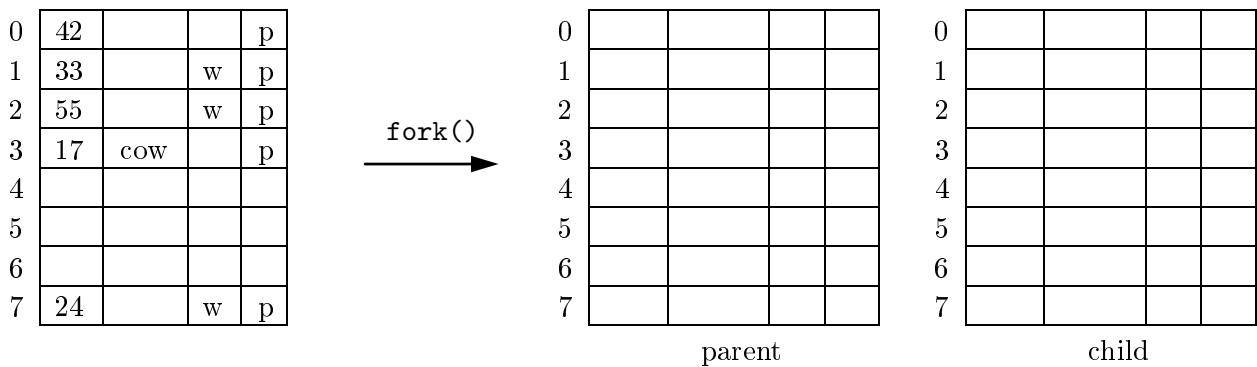 0 42 p 0 0
1 33 w p 1 1
2 55 w p 2 2
fork()
3 17 cow p 3 3
4 4 4
5 5 5
6 6 6
7 24 w p 7 7
parent child